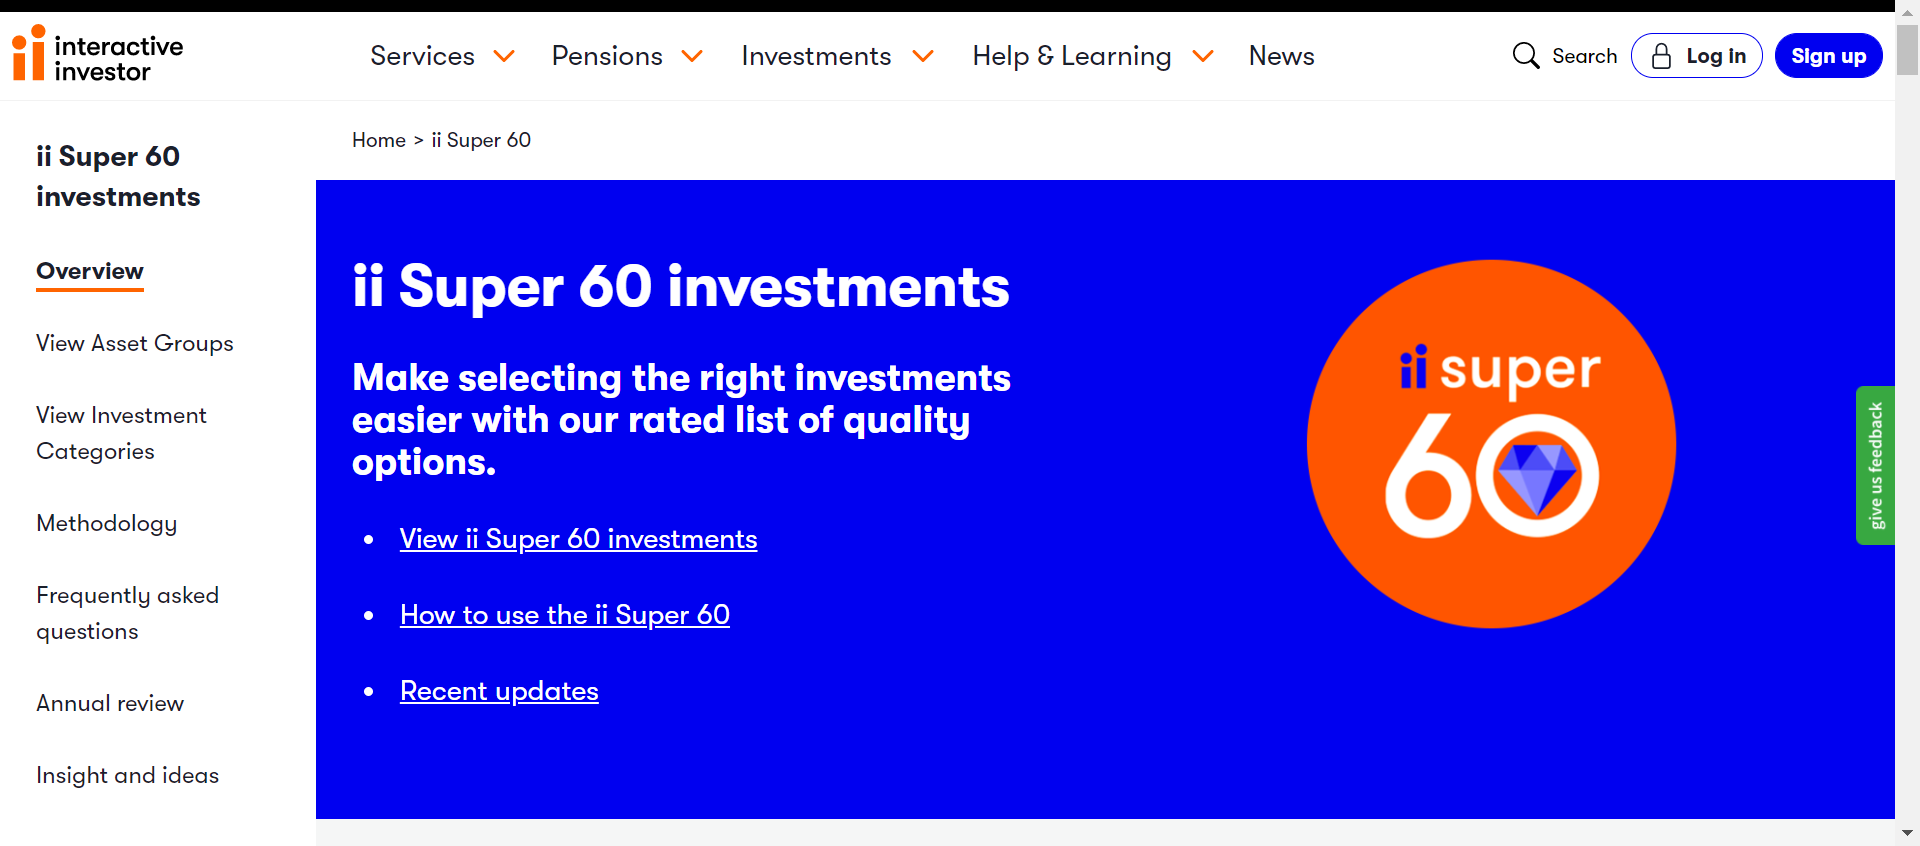 interactive
investor
Services
Pensions
Investments
Help & Learning
News
Search
Log in
Sign up
ii Super 60
investments
Overview
View Asset Groups
View Investment
Categories
Methodology
Frequently asked
questions
Annual review
Insight and ideas
Home > ii Super 60
ii Super 60 investments
Make selecting the right investments
easier with our rated list of quality
options.
• View ii Super 60 investments
• How to use the ii Super 60
• Recent updates
ii super
60
give us feedback